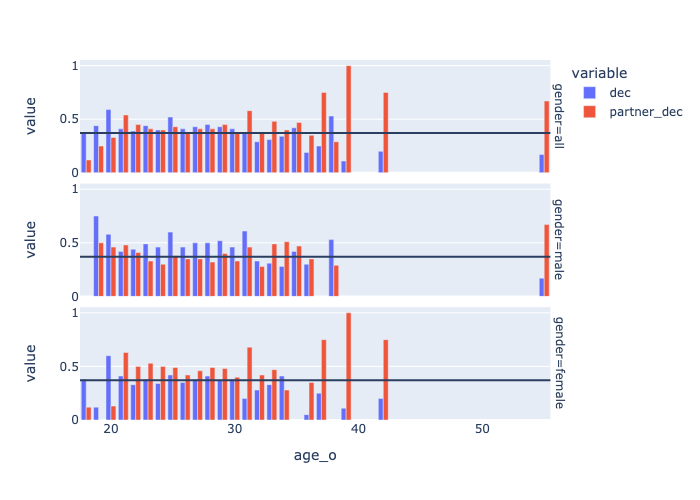 variable
dec
partner_dec
value
1
0.5
0
gender=all
value
1
0.5
0
gender=male
value
1
0.5
0
gender=female
20
30
40
50
age_o